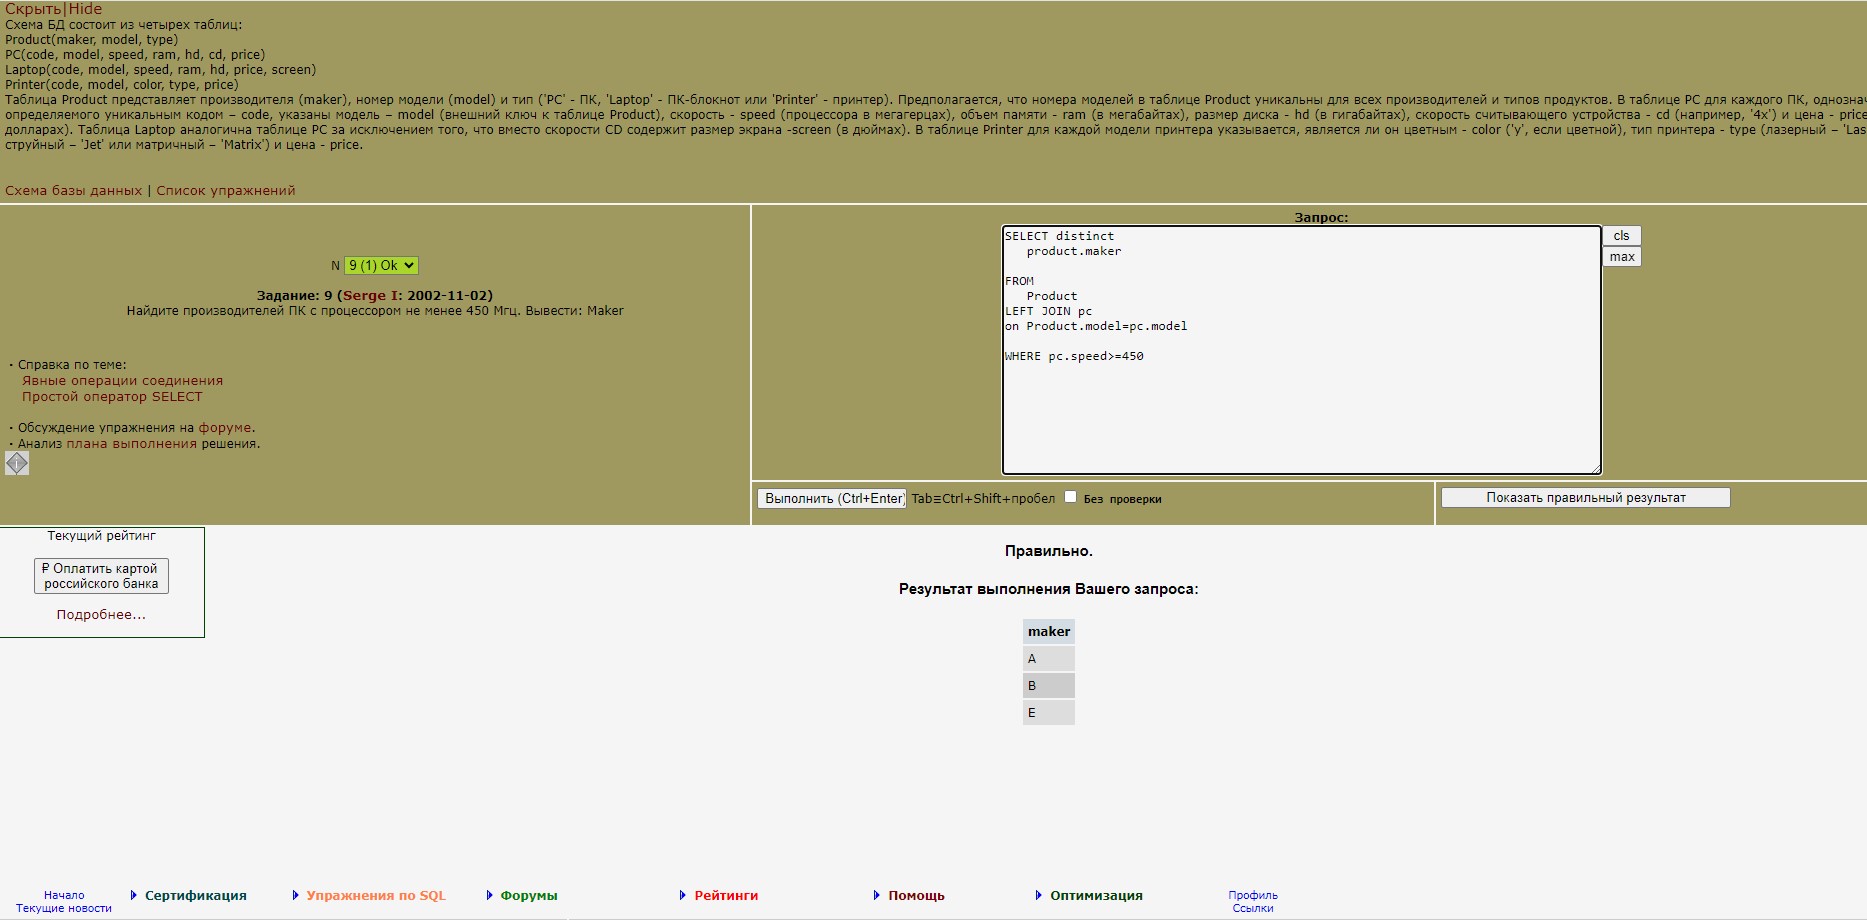 Скрыть|Hide
Схема БД состоит из четырех таблиц:
Product(maker, model, type)
PC(code, model, speed, ram, hd, cd, price)
Laptop(code, model, speed, ram, hd, price, screen)
Printer(code, model, color, type, price)
Таблица Product представляет производителя (maker), номер модели (model) и тип ('PC' - ПК, 'Laptop' - ПК-блокнот или 'Printer' - принтер). Предполагается, что номера моделей в таблице Product уникальны для всех производителей и типов продуктов. В таблице PC для каждого ПК, однознач
определяемого уникальным кодом – code, указаны модель – model (внешний ключ к таблице Product), скорость - speed (процессора в мегагерцах), объем памяти - ram (в мегабайтах), размер диска - hd (в гигабайтах), скорость считывающего устройства - cd (например, '4x') и цена - price
долларах). Таблица Laptop аналогична таблице PC за исключением того, что вместо скорости CD содержит размер экрана -screen (в дюймах). В таблице Printer для каждой модели принтера указывается, является ли он цветным - color ('y', если цветной), тип принтера - type (лазерный – 'Las
струйный – 'Jet' или матричный – 'Matrix') и цена - price.
Схема базы данных | Список упражнений
N 9 (1) Ok
Задание: 9 (Serge I: 2002-11-02)
Найдите производителей ПК с процессором не менее 450 Мгц. Вывести: Maker
· Справка по теме:
Явные операции соединения
Простой оператор SELECT
· Обсуждение упражнения на форуме.
· Анализ плана выполнения решения.
Запрос:
SELECT distinct
product.maker
FROM
Product
LEFT JOIN pc
on Product.model=pc.model
WHERE pc.speed>=450
cls
max
Выполнить (Ctrl+Enter) Tab≡Ctrl+Shift+пробел Без проверки
Показать правильный результат
Текущий рейтинг
₽ Оплатить картой
российского банка
Подробнее...
Правильно.
Результат выполнения Вашего запроса:
maker
A
B
E
Начало
Текущие новости
Сертификация
Упражнения по SQL
Форумы
Рейтинги
Помощь
Оптимизация
Профиль
Ссылки